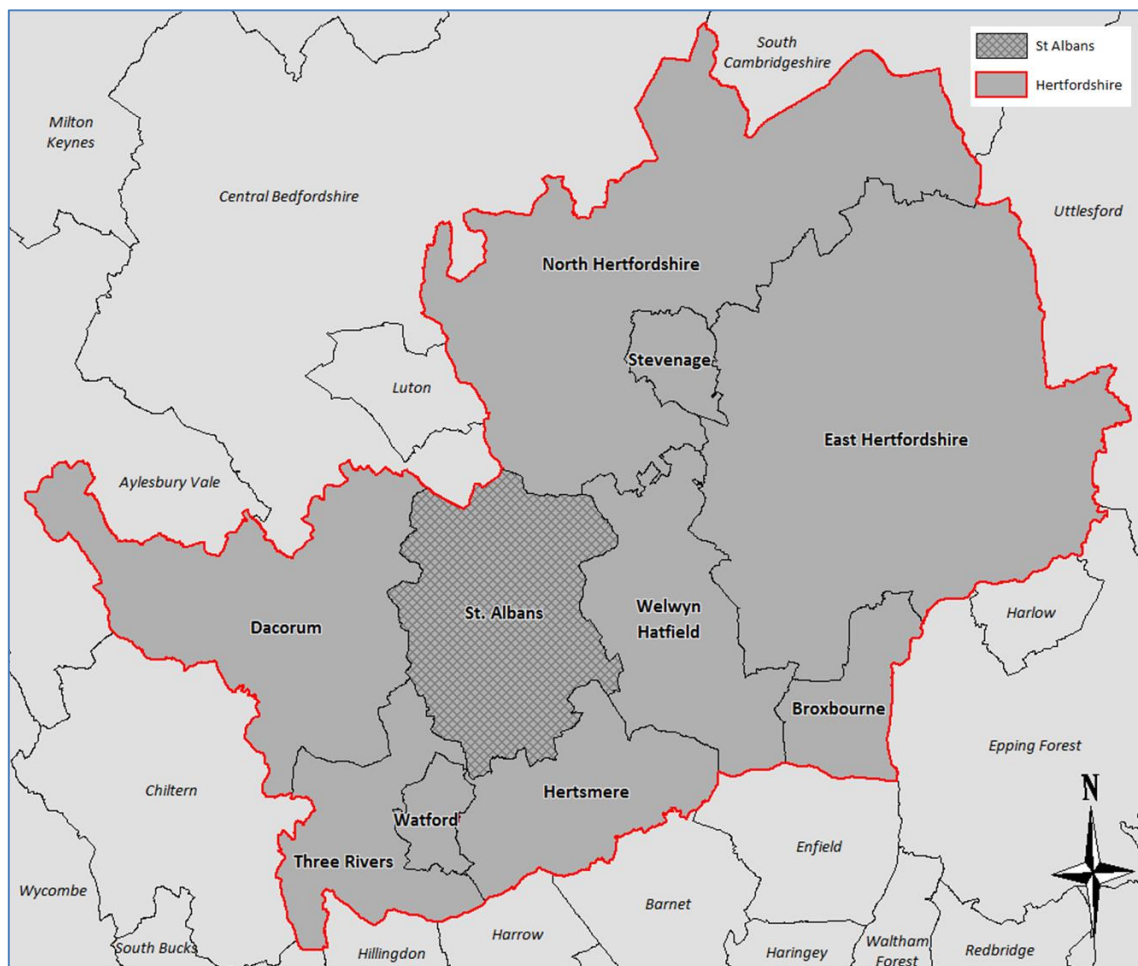 South
Cambridgeshire
St Albans
Hertfordshire
Milton
Keynes
Central Bedfordshire
Uttlesford
North Hertfordshire
Stevenage
Luton
East Hertfordshire
Aylesbury Vale
Dacorum
St. Albans
Welwyn
Hatfield
Harlow
Broxbourne
Epping Forest
Chiltern
Hertsmere
N
Watford
Three Rivers
Enfield
Wycombe
Barnet
South Bucks
Hillingdon
Harrow
Haringey
Waltham
Forest
Redbridge